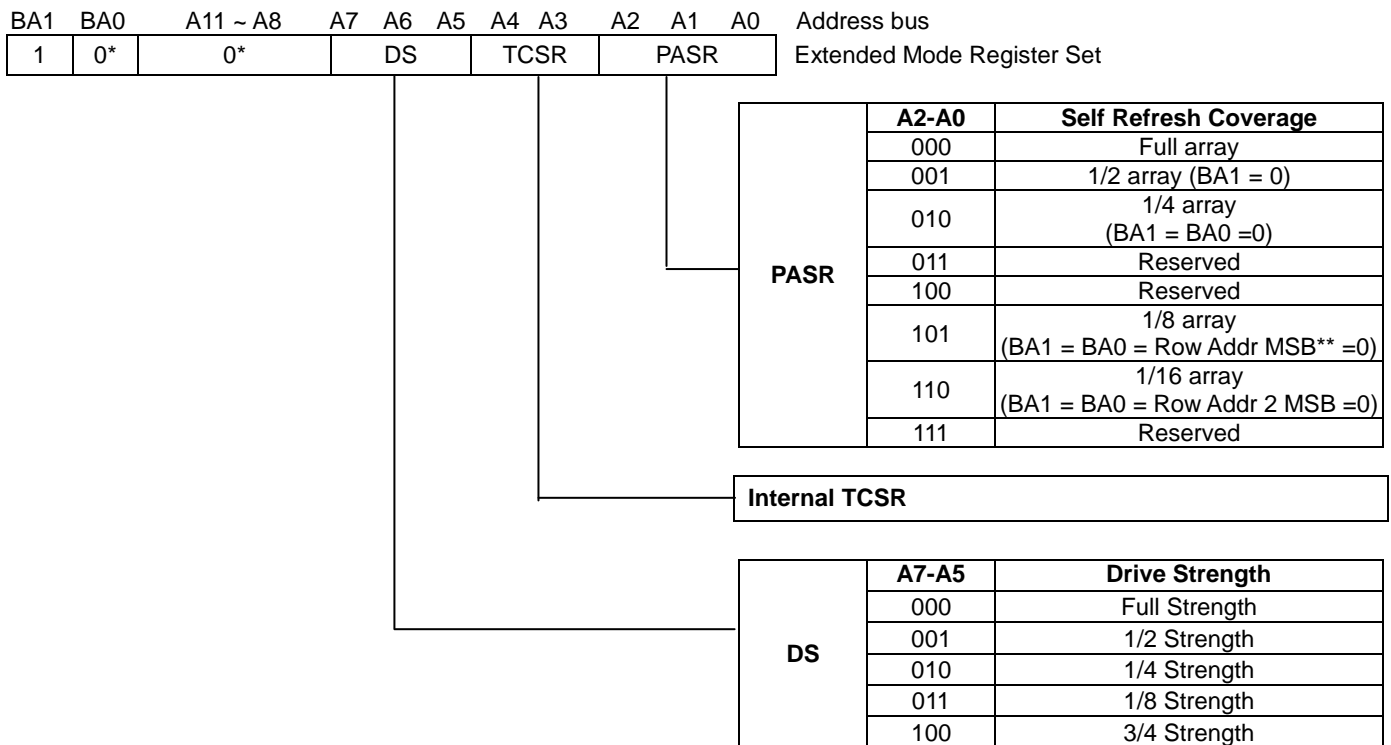 BA1 BA0 A11 ~ A8 A7 A6 A5 A4 A3 A2 A1 A0 Address bus
1 0* 0* DS TCSR PASR Extended Mode Register Set
PASR
A2-A0 Self Refresh Coverage
000 Full array
001 1/2 array (BA1 = 0)
010 1/4 array
(BA1 = BA0 =0)
011 Reserved
100 Reserved
101 1/8 array
(BA1 = BA0 = Row Addr MSB** =0)
110 1/16 array
(BA1 = BA0 = Row Addr 2 MSB =0)
111 Reserved
Internal TCSR
DS
A7-A5 Drive Strength
000 Full Strength
001 1/2 Strength
010 1/4 Strength
011 1/8 Strength
100 3/4 Strength